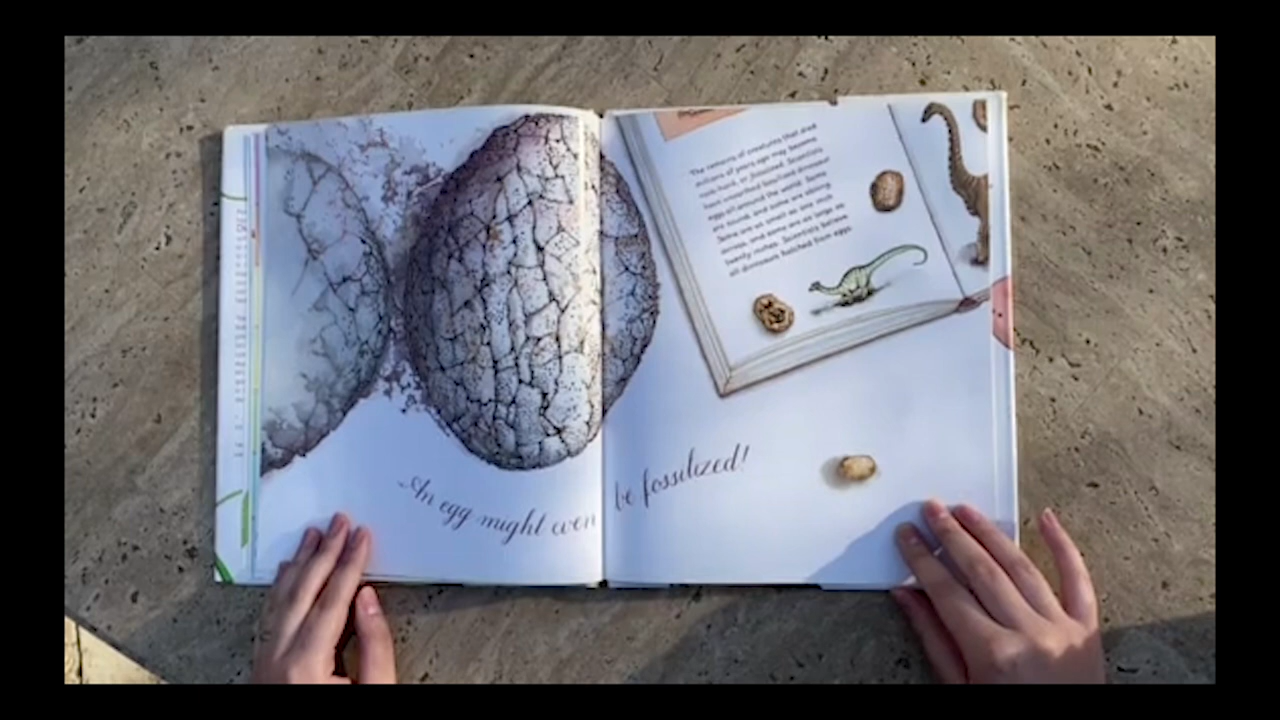 An egg might even be fossilized!
The remains of creatures that died
millions of years ago may become
rock-hard, or fossilized. Scientists
have unearthed fossilized dinosaur
eggs all around the world. Some
are round, and some are oblong.
Some are as small as one inch
across, and some are as large as
twenty inches. Scientists believe
all dinosaurs hatched from eggs.